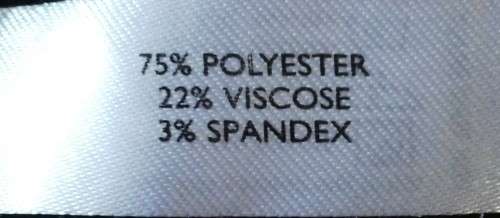 75% POLYESTER
22% VISCOSE
3% SPANDEX